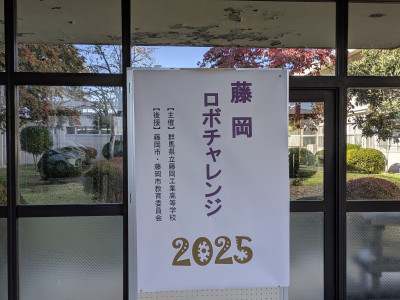 藤岡
ロボチャレンジ
【主催】群馬県立藤岡工業高等学校
【後援】藤岡市・藤岡市教育委員会
2025